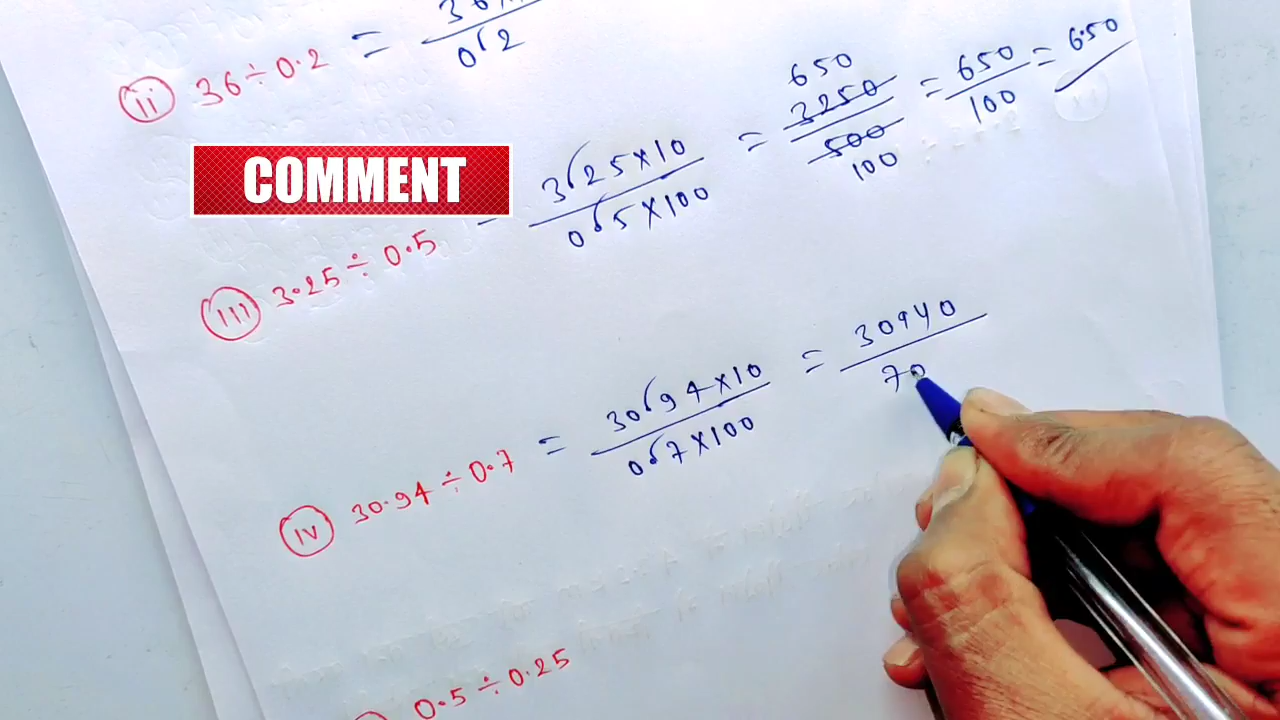 ii 36 ÷ 0.2 = 36 / 0.2
COMMENT
iii 3.25 ÷ 0.5 = 3.25×10 / 0.5×100 = 3250 / 500 650 / 100 = 650 / 100 = 6.50
iv 30.94 ÷ 0.7 = 30.94×10 / 0.7×100 = 30940 / 70
0.5 ÷ 0.25